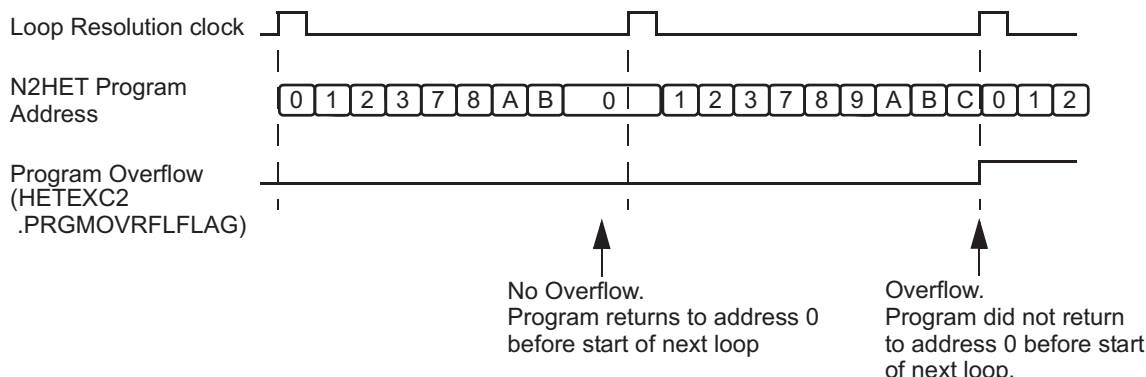 Loop Resolution clock
N2HET Program
Address
0 1 2 3 7 8 A B 0 1 2 3 7 8 9 A B C 0 1 2
Program Overflow
(HETEXC2
.PRGMOVRFLFLAG)
No Overflow.
Program returns to address 0
before start of next loop
Overflow.
Program did not return
to address 0 before start
of next loop.